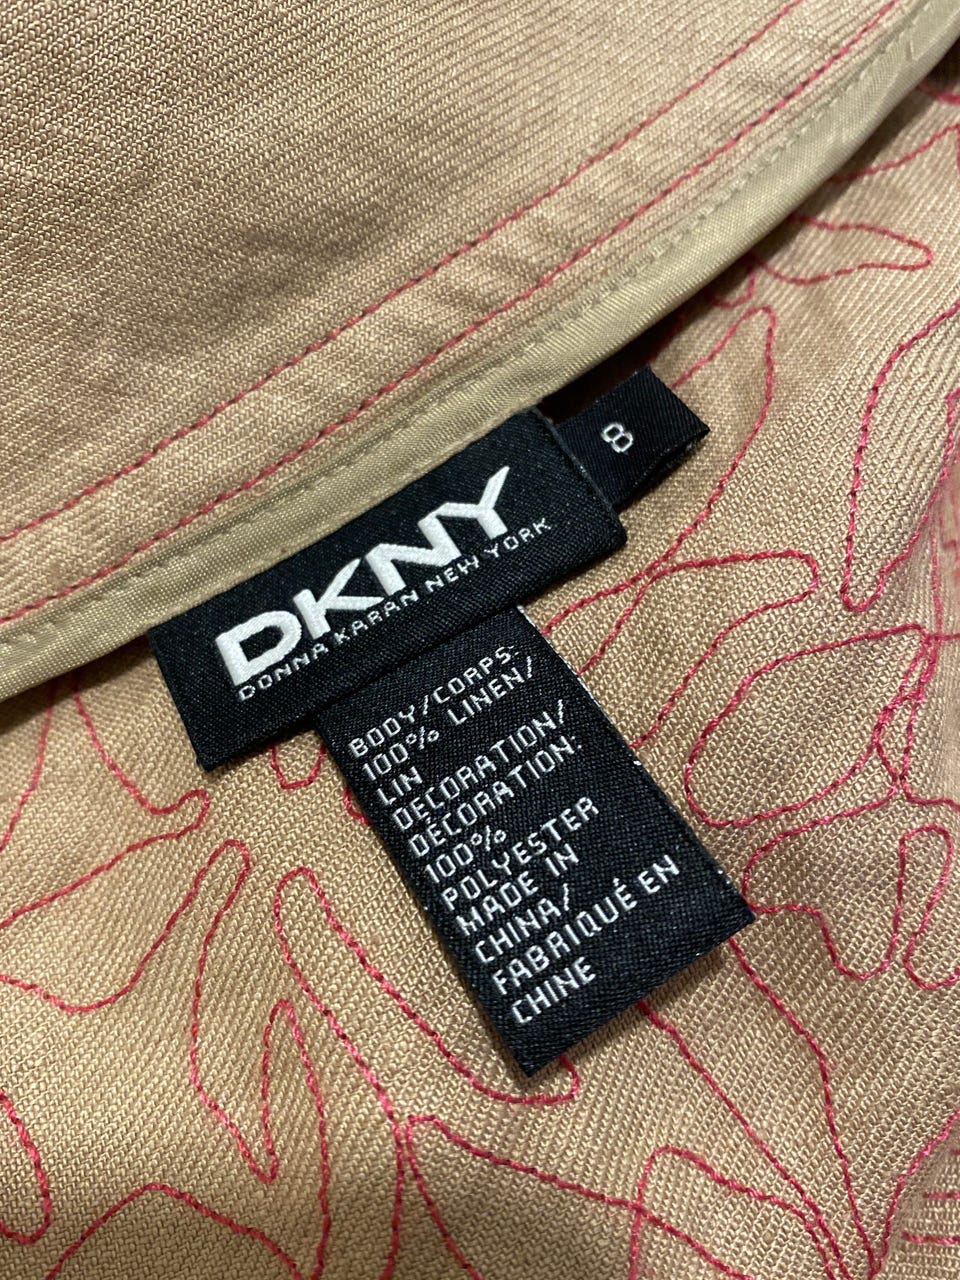 8
DKNY
DONNA KARAN NEW YORK
BODY/CORPS:
100% LINEN/
LIN
DECORATION/
DÉCORATION:
100%
POLYESTER
MADE IN
CHINA/
FABRIQUÉ EN
CHINE